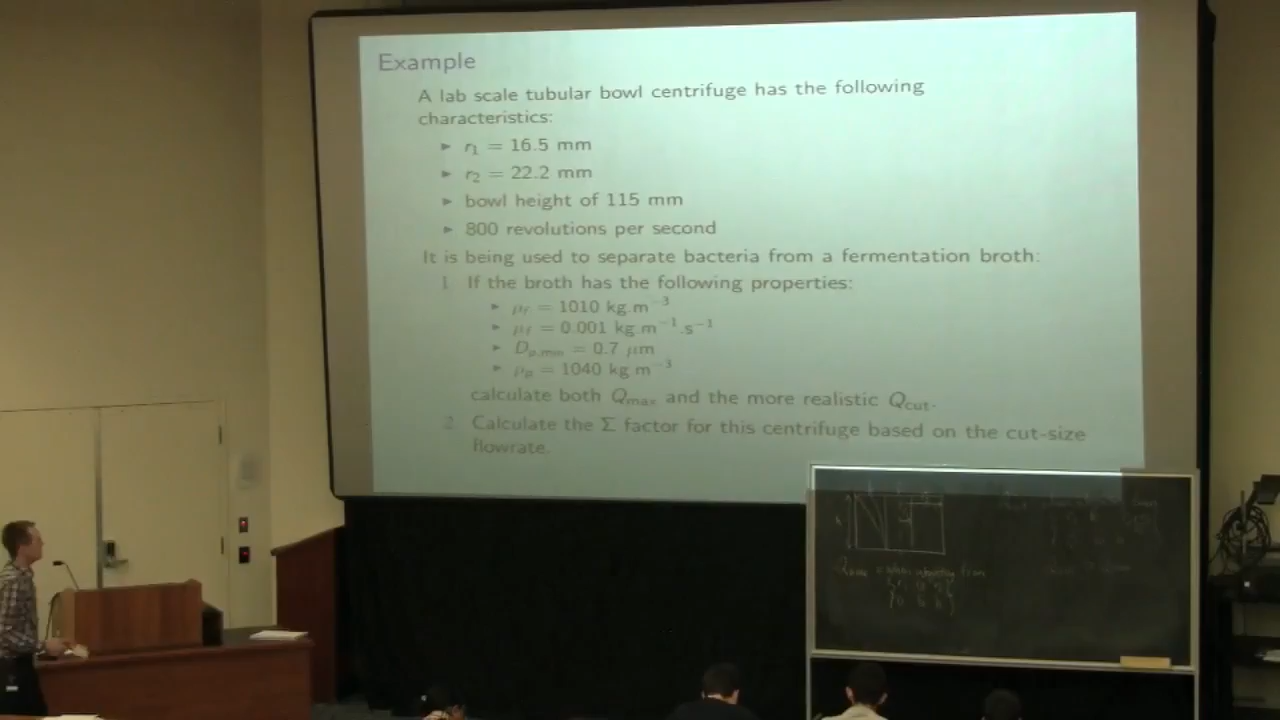 Example
A lab scale tubular bowl centrifuge has the following
characteristics:
► r₁ = 16.5 mm
► r₂ = 22.2 mm
► bowl height of 115 mm
► 800 revolutions per second
It is being used to separate bacteria from a fermentation broth:
1. If the broth has the following properties:
► ρf = 1010 kg.m⁻³
► μf = 0.001 kg.m⁻¹.s⁻¹
► Dp,min = 0.7 μm
► ρp = 1040 kg.m⁻³
calculate both Qmax and the more realistic Qcut.
2. Calculate the Σ factor for this centrifuge based on the cut-size
flowrate.
from